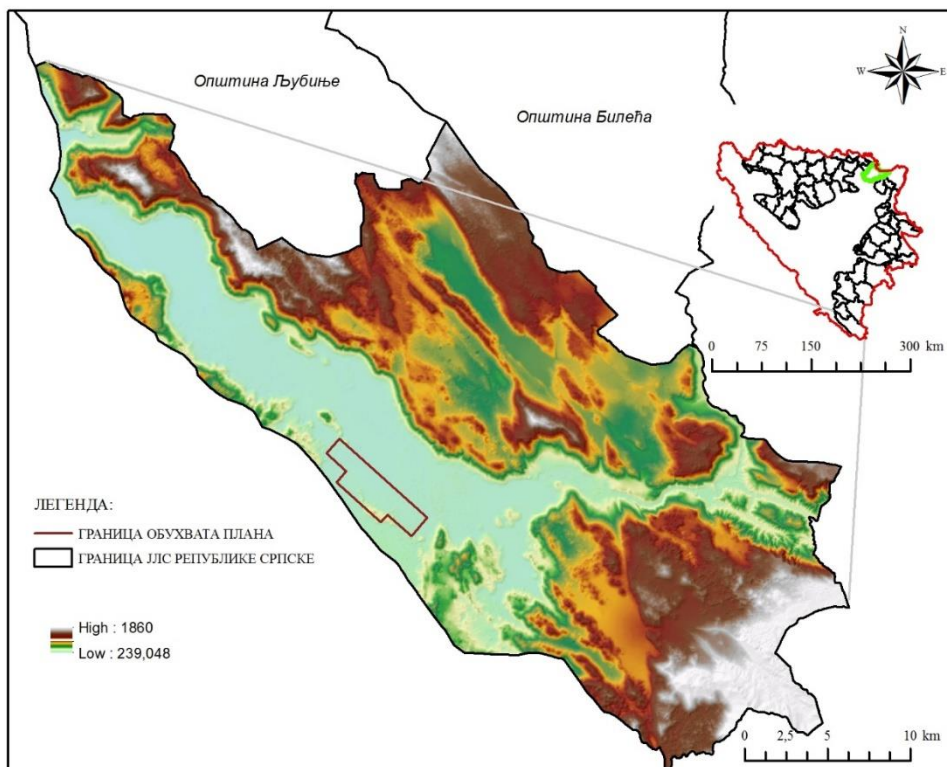 Општина Љубиње
Општина Билећа
N
W
E
S
0 75 150 300 km
ЛЕГЕНДА:
ГРАНИЦА ОБУХВАТА ПЛАНА
ГРАНИЦА ЈЛС РЕПУБЛИКЕ СРПСКЕ
High : 1860
Low : 239,048
0 2,5 5 10 km